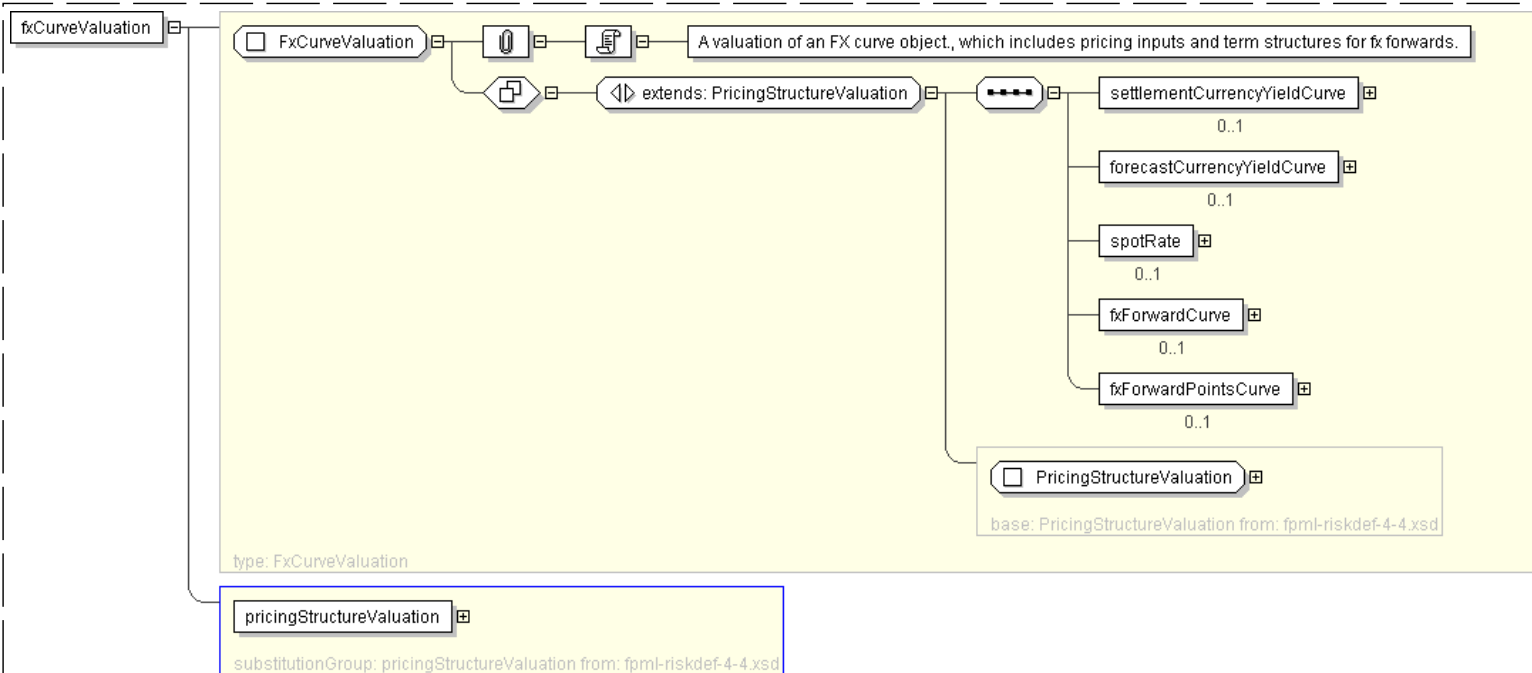 fxCurveValuation
FxCurveValuation
A valuation of an FX curve object., which includes pricing inputs and term structures for fx forwards.
extends: PricingStructureValuation
settlementCurrencyYieldCurve
0..1
forecastCurrencyYieldCurve
0..1
spotRate
0..1
fxForwardCurve
0..1
fxForwardPointsCurve
0..1
PricingStructureValuation
base: PricingStructureValuation from: fpml-riskdef-4-4.xsd
type: FxCurveValuation
pricingStructureValuation
substitutionGroup: pricingStructureValuation from: fpml-riskdef-4-4.xsd